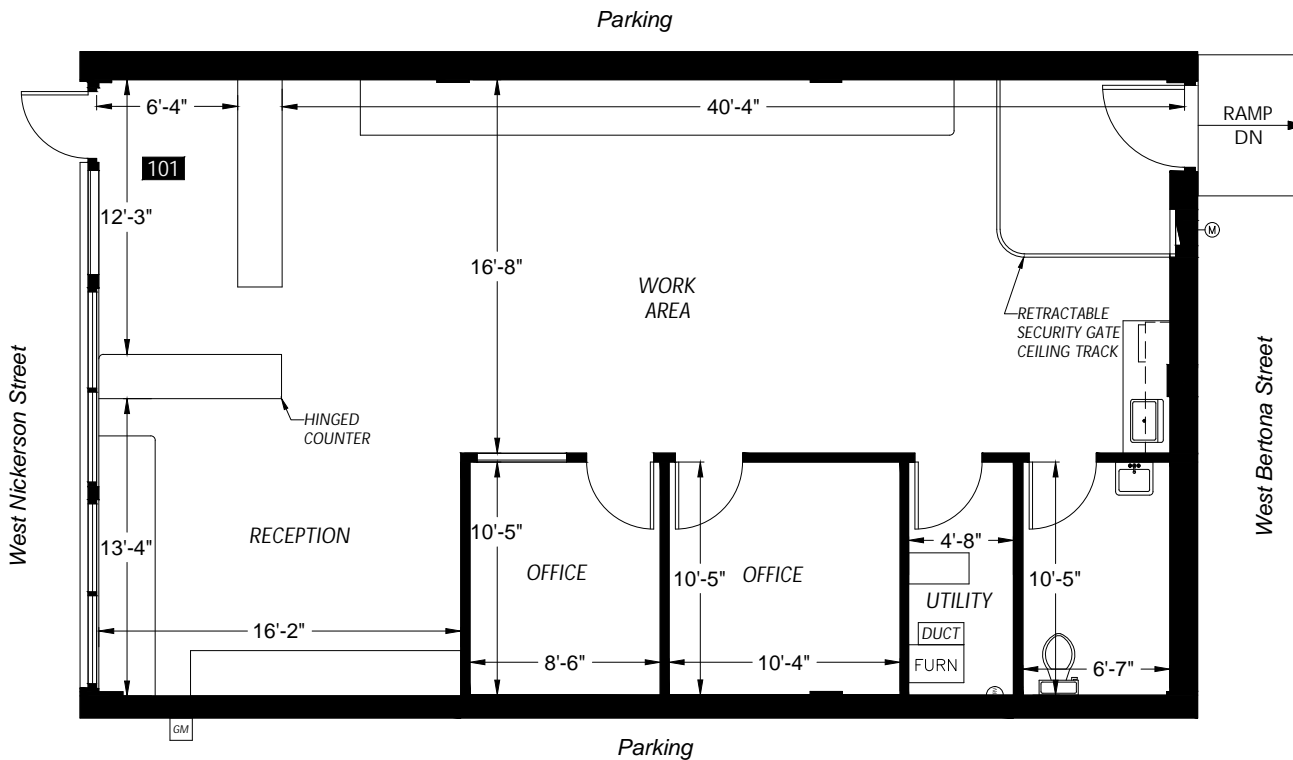 Parking
6'-4"
40'-4"
RAMP
DN
101
12'-3"
M
16'-8"
WORK
AREA
RETRACTABLE
SECURITY GATE
CEILING TRACK
West Nickerson Street
West Bertona Street
HINGED
COUNTER
RECEPTION
13'-4"
10'-5"
OFFICE
10'-5"
OFFICE
4'-8"
10'-5"
UTILITY
16'-2"
DUCT
FURN
8'-6"
10'-4"
6'-7"
GM
Parking